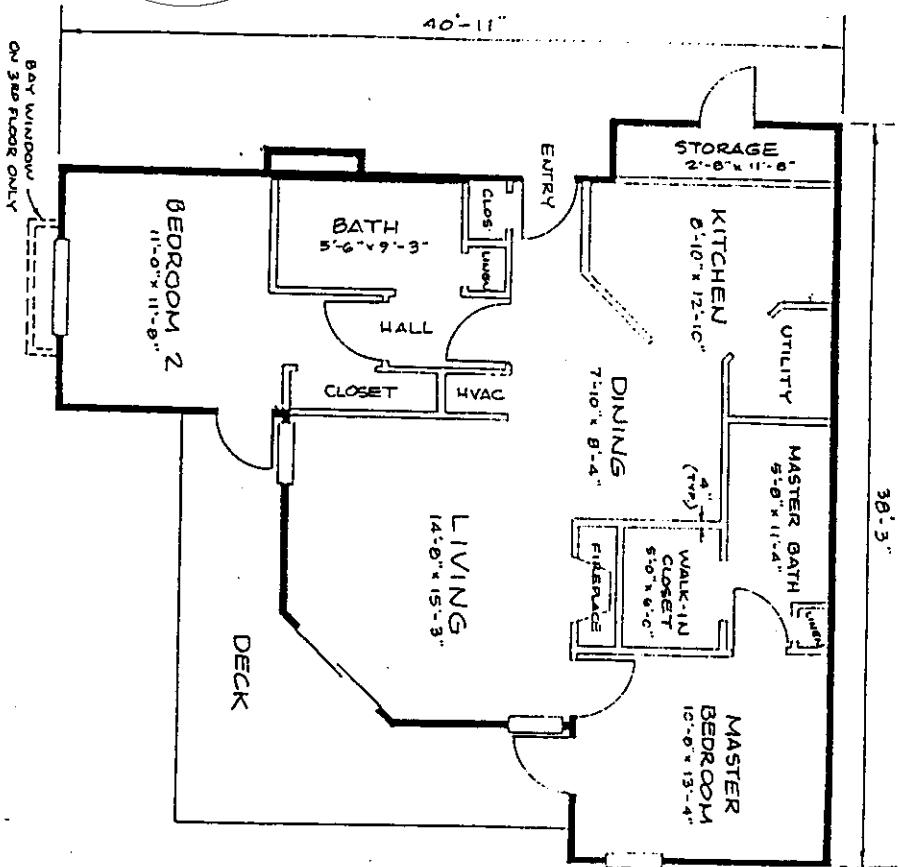 40'-11"
BAY WINDOW
ON 3RD FLOOR ONLY
STORAGE
2'-8" x 11'-8"
ENTRY
KITCHEN
8'-10" x 12'-10"
UTILITY
CLOS.
LINEN
BATH
5'-6" x 9'-3"
BEDROOM 2
11'-0" x 11'-8"
HALL
CLOSET
HVAC
DINING
7'-10" x 8'-4"
4"
(TYP.)
MASTER BATH
5'-8" x 11'-4"
38'-3"
LINEN
WALK-IN
CLOSET
5'-0" x 6'-0"
FIREPLACE
LIVING
14'-8" x 15'-3"
DECK
MASTER
BEDROOM
10'-8" x 13'-4"